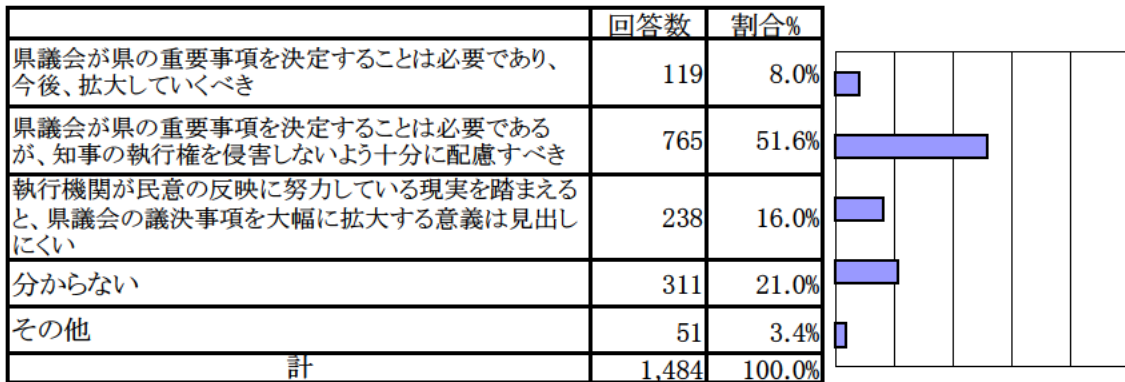 回答数 割合%
県議会が県の重要事項を決定することは必要であり、
今後、拡大していくべき
119 8.0%
県議会が県の重要事項を決定することは必要である
が、知事の執行権を侵害しないよう十分に配慮すべき
765 51.6%
執行機関が民意の反映に努力している現実を踏まえる
と、県議会の議決事項を大幅に拡大する意義は見出し
にくい
238 16.0%
分からない 311 21.0%
その他 51 3.4%
計 1,484 100.0%